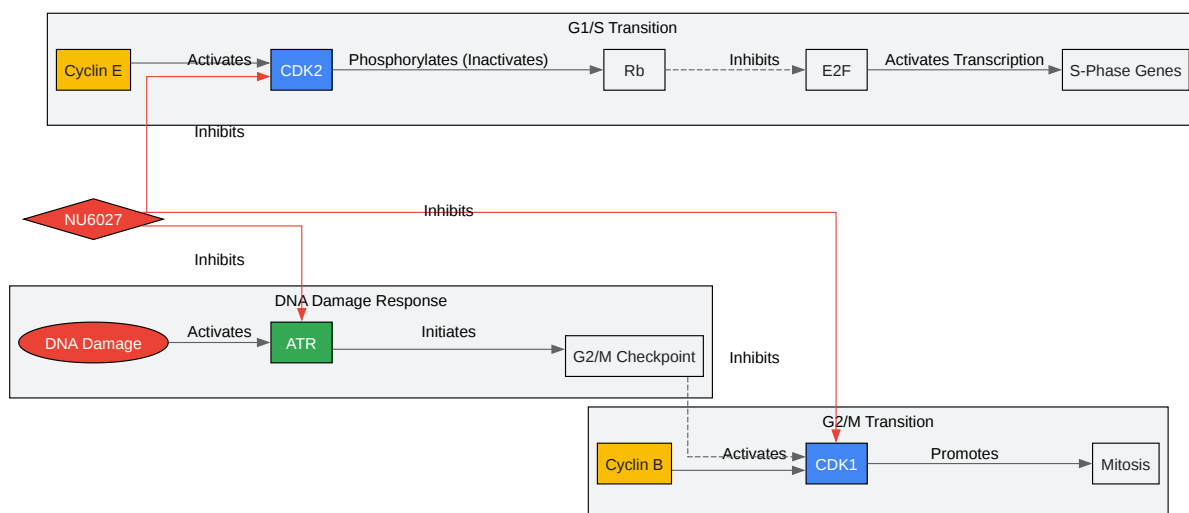 G1/S Transition
Cyclin E
Activates
CDK2
Phosphorylates (Inactivates)
Rb
Inhibits
E2F
Activates Transcription
S-Phase Genes
Inhibits
NU6027
Inhibits
Inhibits
DNA Damage Response
DNA Damage
Activates
ATR
Initiates
G2/M Checkpoint
Inhibits
G2/M Transition
Cyclin B
Activates
CDK1
Promotes
Mitosis